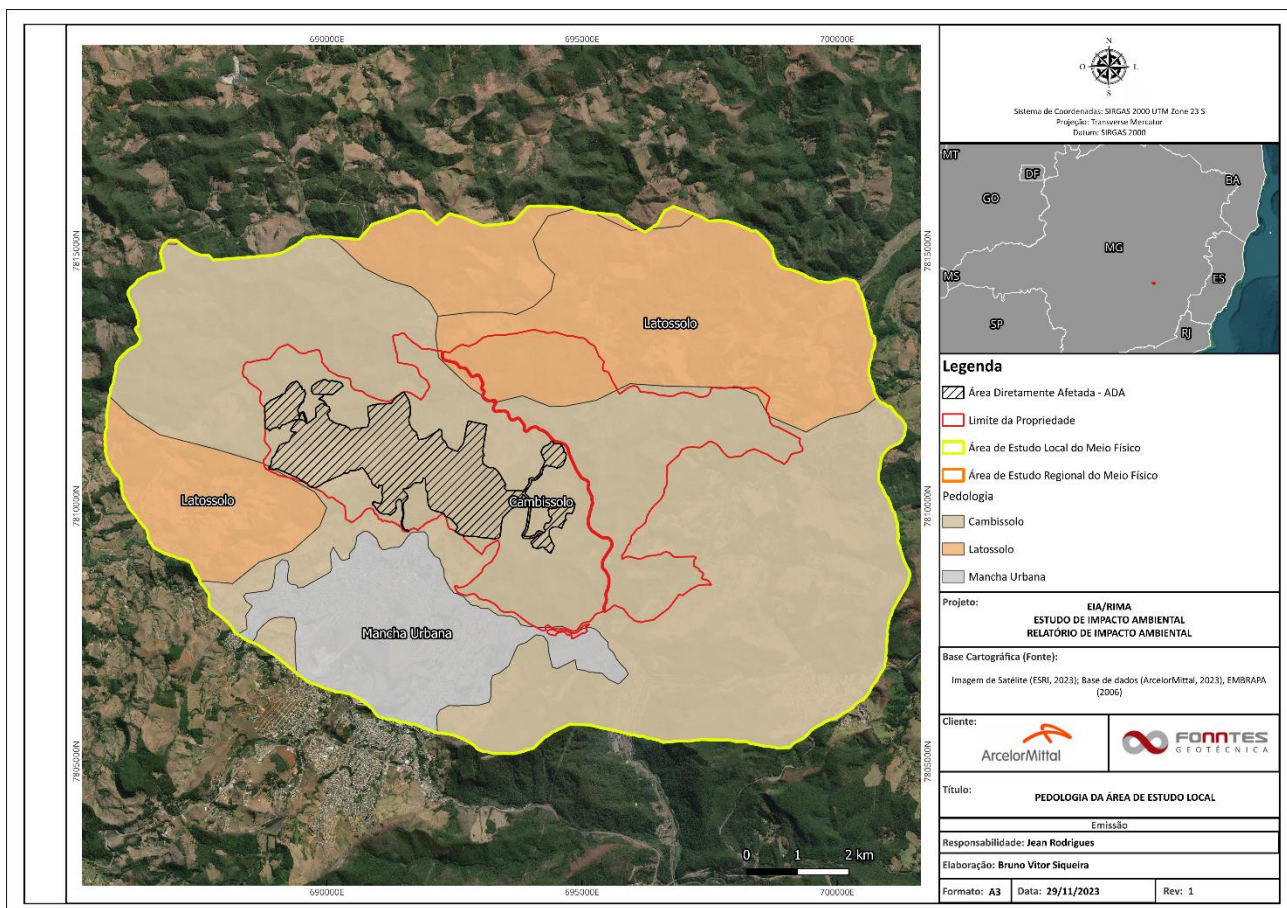 690000E 695000E 700000E
7815000N 7815000N
7810000N 7810000N
7805000N 7805000N
Latossolo
Latossolo
Cambissolo
Mancha Urbana
0 1 2 km
690000E 695000E 700000E
N
O L
S
Sistema de Coordenadas: SIRGAS 2000 UTM Zone 23 S
Projeção: Transverse Mercator
Datum: SIRGAS 2000
MT
DF
BA
GO
MG
MS
ES
SP
RJ
Legenda
Área Diretamente Afetada - ADA
Limite da Propriedade
Área de Estudo Local do Meio Físico
Área de Estudo Regional do Meio Físico
Pedologia
Cambissolo
Latossolo
Mancha Urbana
Projeto:
EIA/RIMA
ESTUDO DE IMPACTO AMBIENTAL
RELATÓRIO DE IMPACTO AMBIENTAL
Base Cartográfica (Fonte):
Imagem de Satélite (ESRI, 2023); Base de dados (ArcelorMittal, 2023), EMBRAPA
(2006)
Cliente:
ArcelorMittal
FONNTES
GEOTÉCNICA
Título:
PEDOLOGIA DA ÁREA DE ESTUDO LOCAL
Emissão
Responsabilidade: Jean Rodrigues
Elaboração: Bruno Vitor Siqueira
Formato: A3 Data: 29/11/2023 Rev: 1